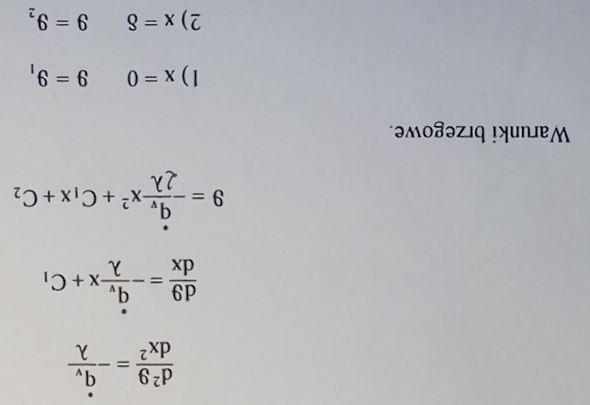 d²ϑ/dx² = −q̇ᵥ/λ
dϑ/dx = −q̇ᵥ/λ x + C₁
ϑ = −q̇ᵥ/2λ x² + C₁x + C₂
Warunki brzegowe:
1) x = 0 ϑ = ϑ₁
2) x = δ ϑ = ϑ₂